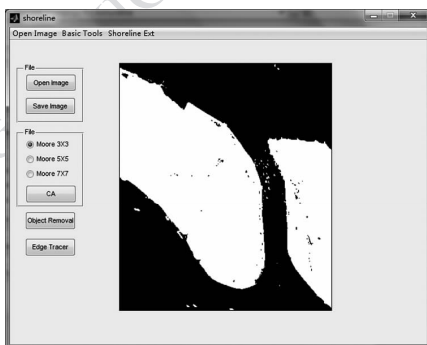 shoreline
Open Image Basic Tools Shoreline Ext
File
Open Image
Save Image
File
Moore 3X3
Moore 5X5
Moore 7X7
CA
Object Removal
Edge Tracer